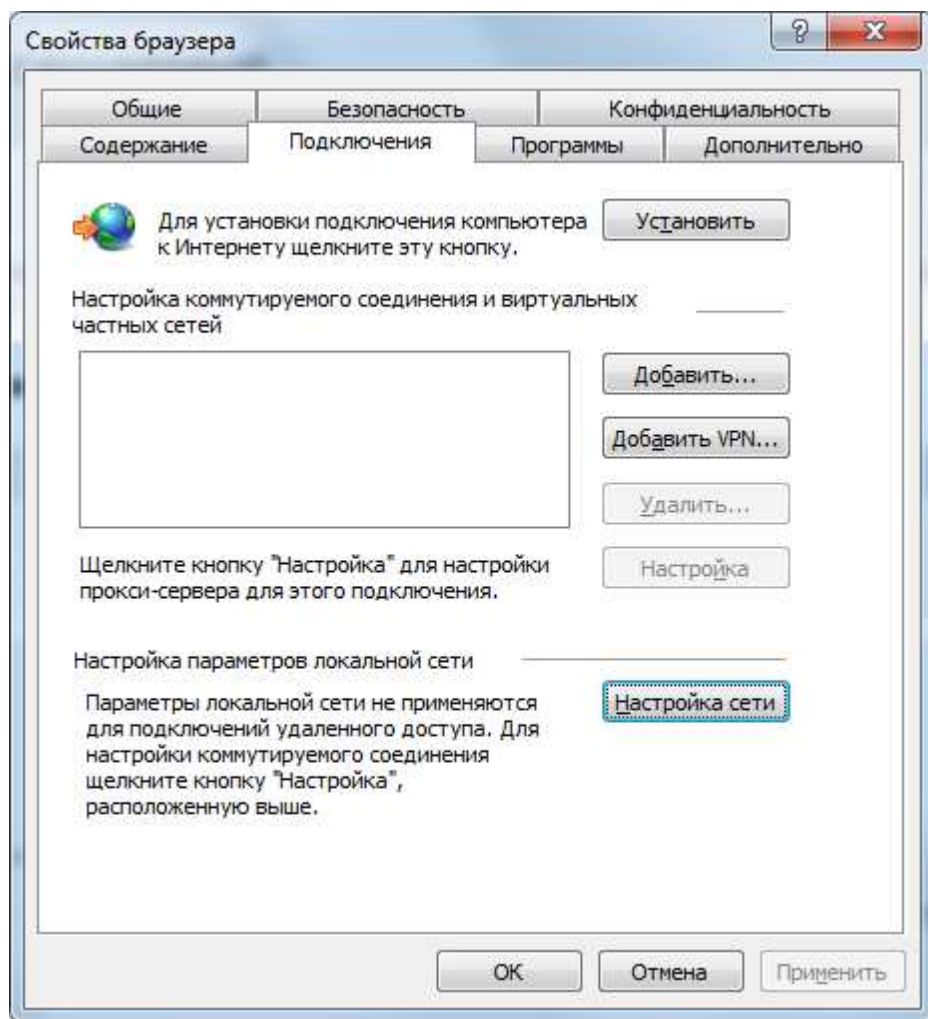 Свойства браузера
?
Общие Безопасность Конфиденциальность
Содержание Подключения Программы Дополнительно
Для установки подключения компьютера
к Интернету щелкните эту кнопку.
Установить
Настройка коммутируемого соединения и виртуальных
частных сетей
Добавить...
Добавить VPN...
Удалить...
Щелкните кнопку "Настройка" для настройки
прокси-сервера для этого подключения.
Настройка
Настройка параметров локальной сети
Параметры локальной сети не применяются
для подключений удаленного доступа. Для
настройки коммутируемого соединения
щелкните кнопку "Настройка",
расположенную выше.
Настройка сети
ОК Отмена Применить